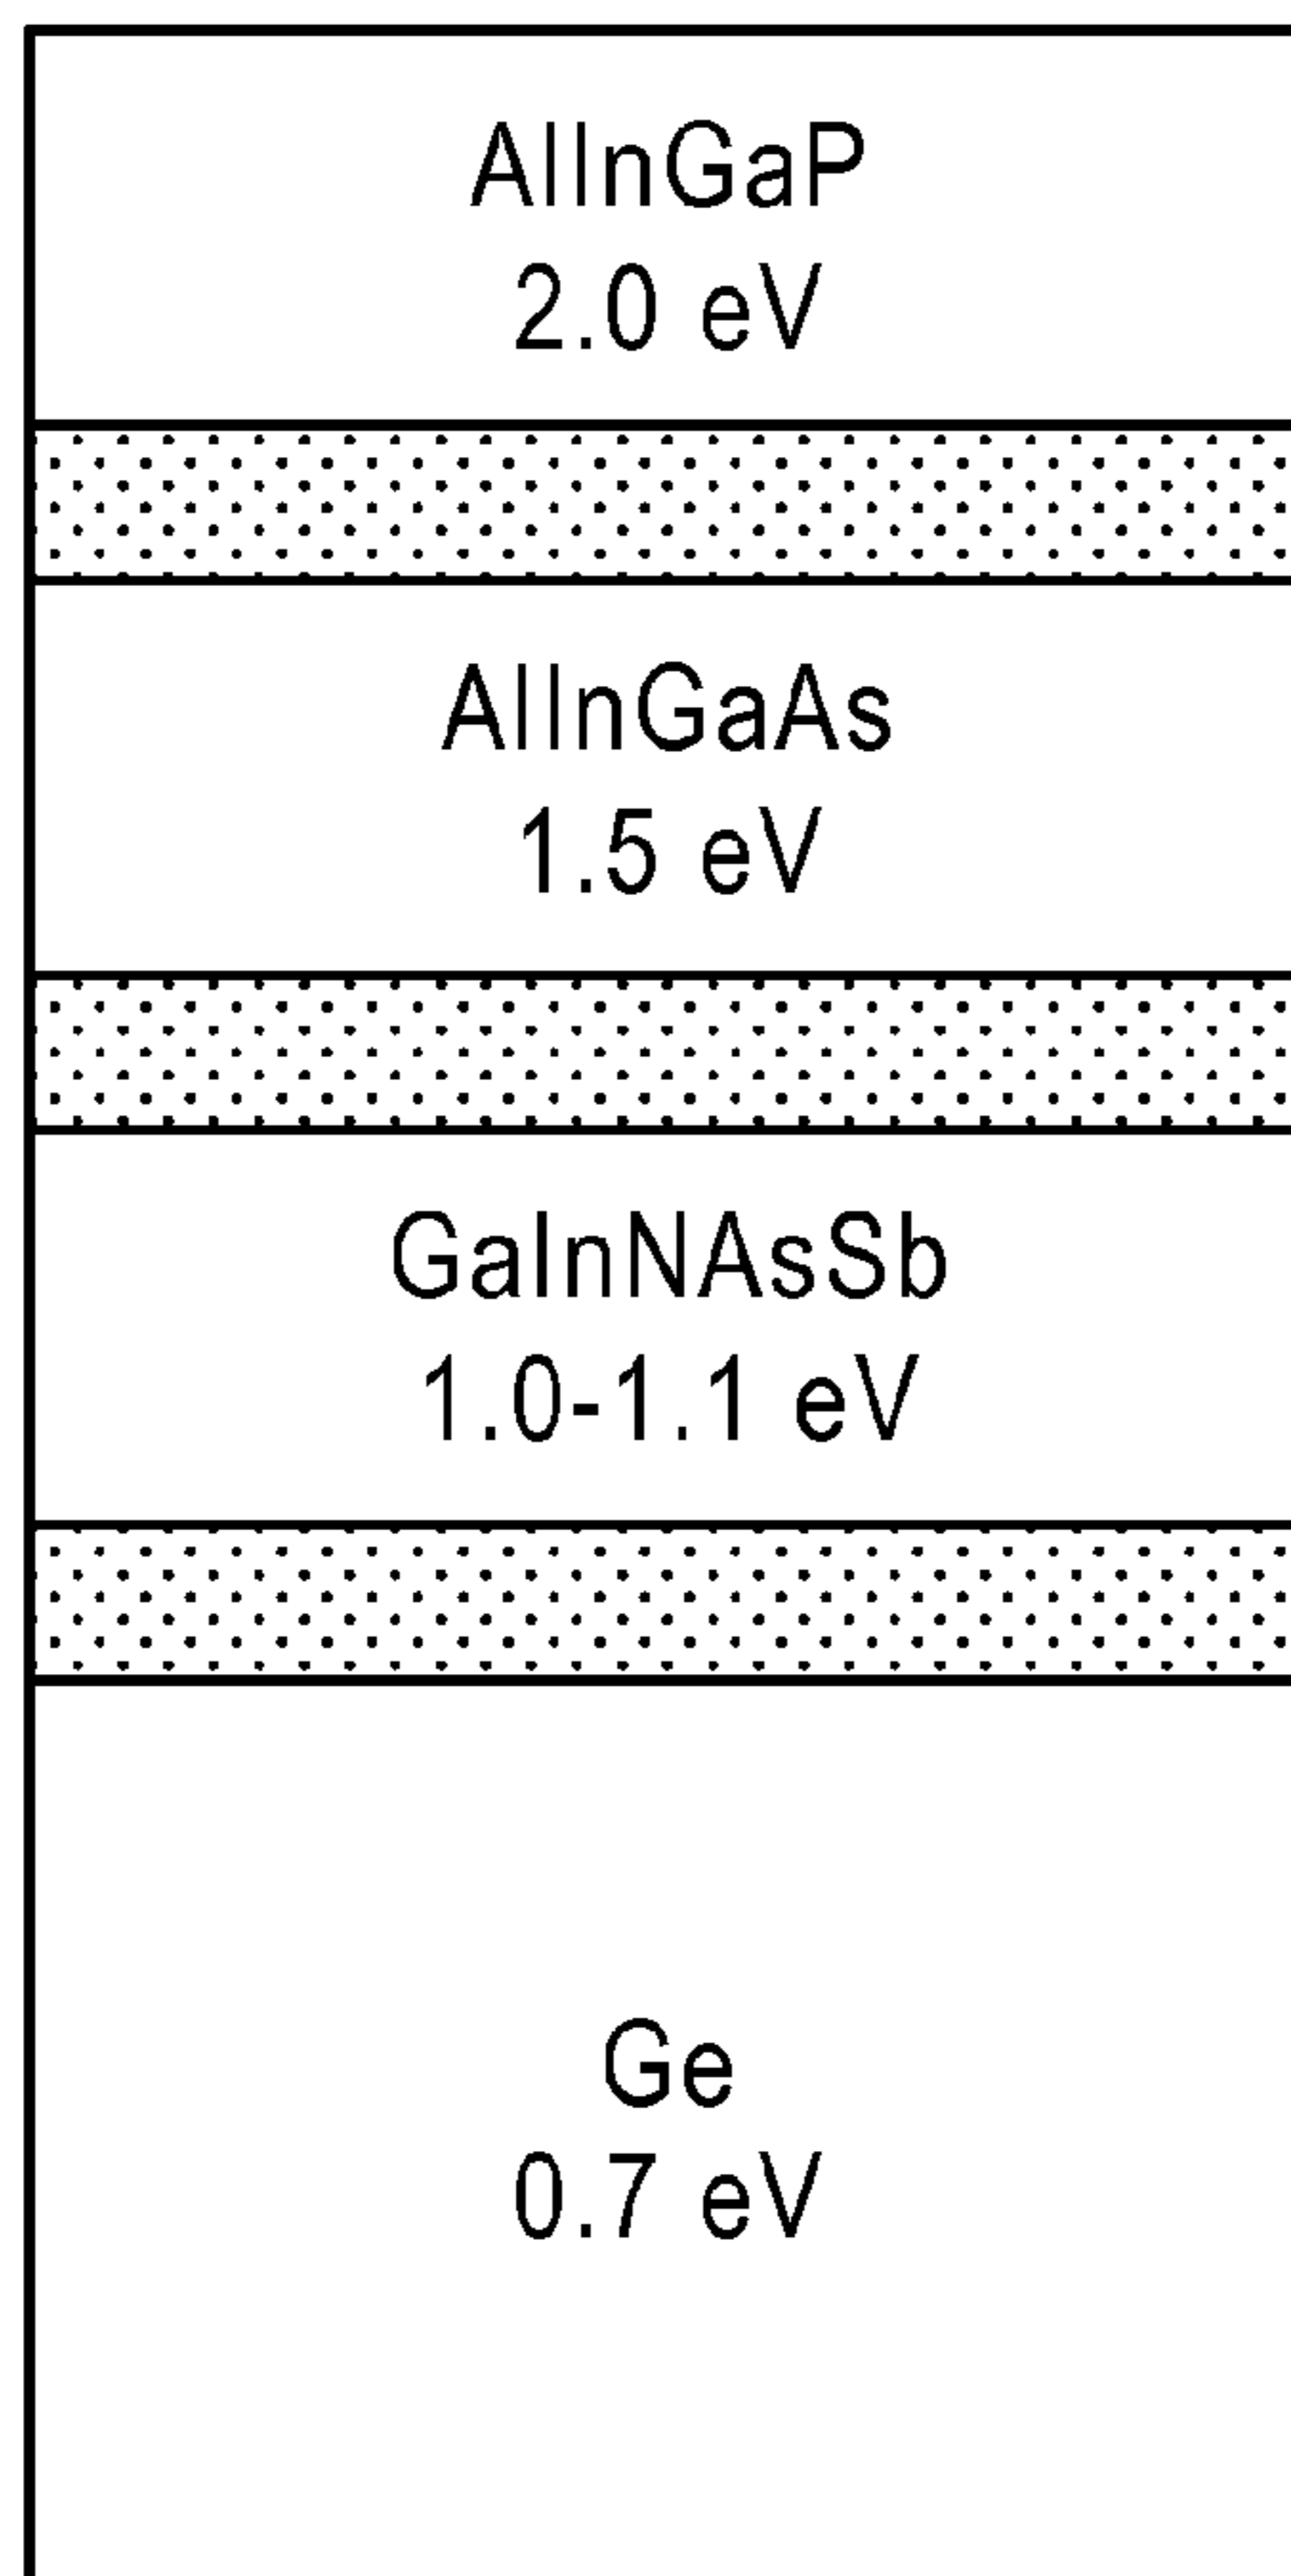 AlInGaP
2.0 eV
AlInGaAs
1.5 eV
GaInNAsSb
1.0-1.1 eV
Ge
0.7 eV